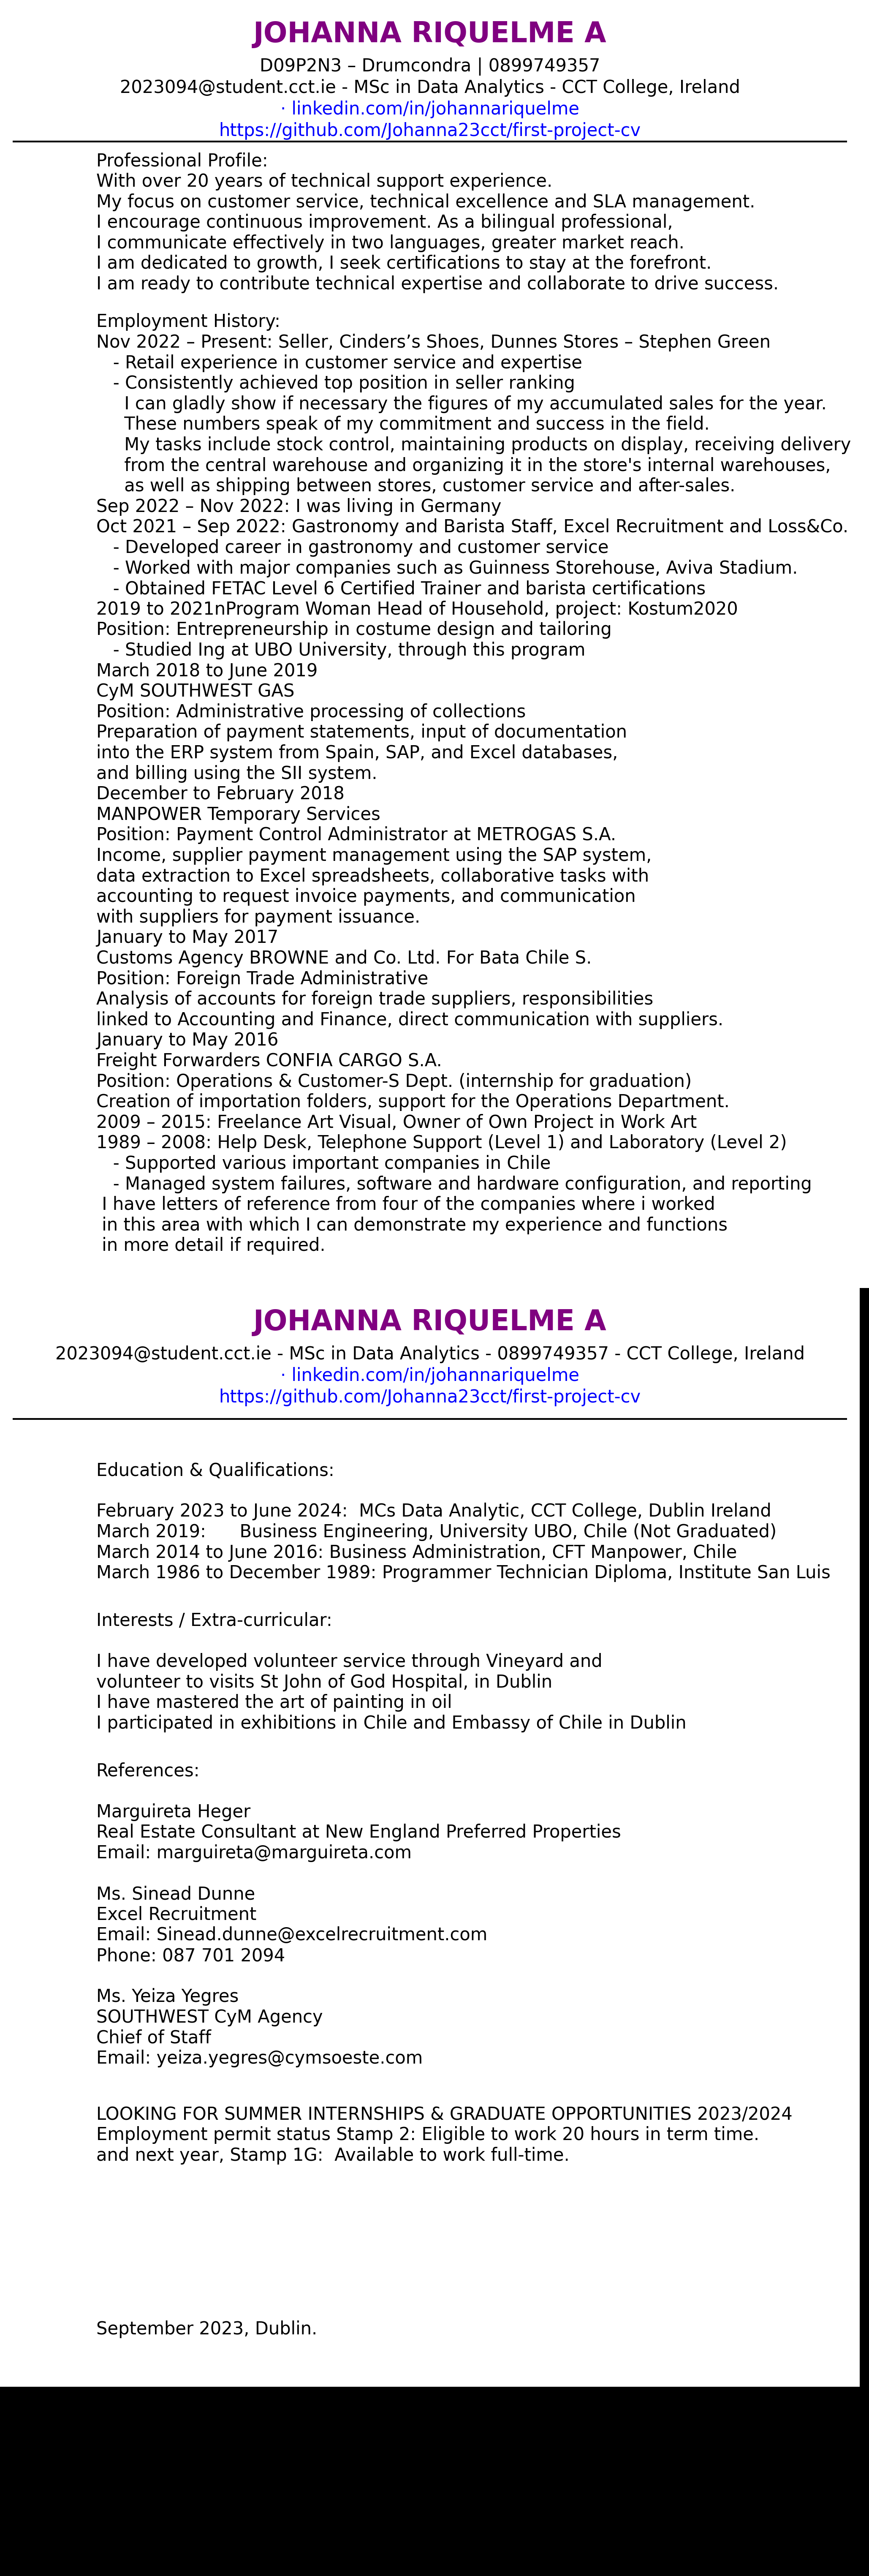 JOHANNA RIQUELME A
D09P2N3 – Drumcondra | 0899749357
2023094@student.cct.ie - MSc in Data Analytics - CCT College, Ireland
· linkedin.com/in/johannariquelme
https://github.com/Johanna23cct/first-project-cv
Professional Profile:
With over 20 years of technical support experience.
My focus on customer service, technical excellence and SLA management.
I encourage continuous improvement. As a bilingual professional,
I communicate effectively in two languages, greater market reach.
I am dedicated to growth, I seek certifications to stay at the forefront.
I am ready to contribute technical expertise and collaborate to drive success.
Employment History:
Nov 2022 – Present: Seller, Cinders’s Shoes, Dunnes Stores – Stephen Green
- Retail experience in customer service and expertise
- Consistently achieved top position in seller ranking
I can gladly show if necessary the figures of my accumulated sales for the year.
These numbers speak of my commitment and success in the field.
My tasks include stock control, maintaining products on display, receiving delivery
from the central warehouse and organizing it in the store's internal warehouses,
as well as shipping between stores, customer service and after-sales.
Sep 2022 – Nov 2022: I was living in Germany
Oct 2021 – Sep 2022: Gastronomy and Barista Staff, Excel Recruitment and Loss&Co.
- Developed career in gastronomy and customer service
- Worked with major companies such as Guinness Storehouse, Aviva Stadium.
- Obtained FETAC Level 6 Certified Trainer and barista certifications
2019 to 2021nProgram Woman Head of Household, project: Kostum2020
Position: Entrepreneurship in costume design and tailoring
- Studied Ing at UBO University, through this program
March 2018 to June 2019
CyM SOUTHWEST GAS
Position: Administrative processing of collections
Preparation of payment statements, input of documentation
into the ERP system from Spain, SAP, and Excel databases,
and billing using the SII system.
December to February 2018
MANPOWER Temporary Services
Position: Payment Control Administrator at METROGAS S.A.
Income, supplier payment management using the SAP system,
data extraction to Excel spreadsheets, collaborative tasks with
accounting to request invoice payments, and communication
with suppliers for payment issuance.
January to May 2017
Customs Agency BROWNE and Co. Ltd. For Bata Chile S.
Position: Foreign Trade Administrative
Analysis of accounts for foreign trade suppliers, responsibilities
linked to Accounting and Finance, direct communication with suppliers.
January to May 2016
Freight Forwarders CONFIA CARGO S.A.
Position: Operations & Customer-S Dept. (internship for graduation)
Creation of importation folders, support for the Operations Department.
2009 – 2015: Freelance Art Visual, Owner of Own Project in Work Art
1989 – 2008: Help Desk, Telephone Support (Level 1) and Laboratory (Level 2)
- Supported various important companies in Chile
- Managed system failures, software and hardware configuration, and reporting
I have letters of reference from four of the companies where i worked
in this area with which I can demonstrate my experience and functions
in more detail if required.
JOHANNA RIQUELME A
2023094@student.cct.ie - MSc in Data Analytics - 0899749357 - CCT College, Ireland
· linkedin.com/in/johannariquelme
https://github.com/Johanna23cct/first-project-cv
Education & Qualifications:
February 2023 to June 2024:  MCs Data Analytic, CCT College, Dublin Ireland
March 2019:      Business Engineering, University UBO, Chile (Not Graduated)
March 2014 to June 2016: Business Administration, CFT Manpower, Chile
March 1986 to December 1989: Programmer Technician Diploma, Institute San Luis
Interests / Extra-curricular:
I have developed volunteer service through Vineyard and
volunteer to visits St John of God Hospital, in Dublin
I have mastered the art of painting in oil
I participated in exhibitions in Chile and Embassy of Chile in Dublin
References:
Marguireta Heger
Real Estate Consultant at New England Preferred Properties
Email: marguireta@marguireta.com
Ms. Sinead Dunne
Excel Recruitment
Email: Sinead.dunne@excelrecruitment.com
Phone: 087 701 2094
Ms. Yeiza Yegres
SOUTHWEST CyM Agency
Chief of Staff
Email: yeiza.yegres@cymsoeste.com
LOOKING FOR SUMMER INTERNSHIPS & GRADUATE OPPORTUNITIES 2023/2024
Employment permit status Stamp 2: Eligible to work 20 hours in term time.
and next year, Stamp 1G:  Available to work full-time.
September 2023, Dublin.